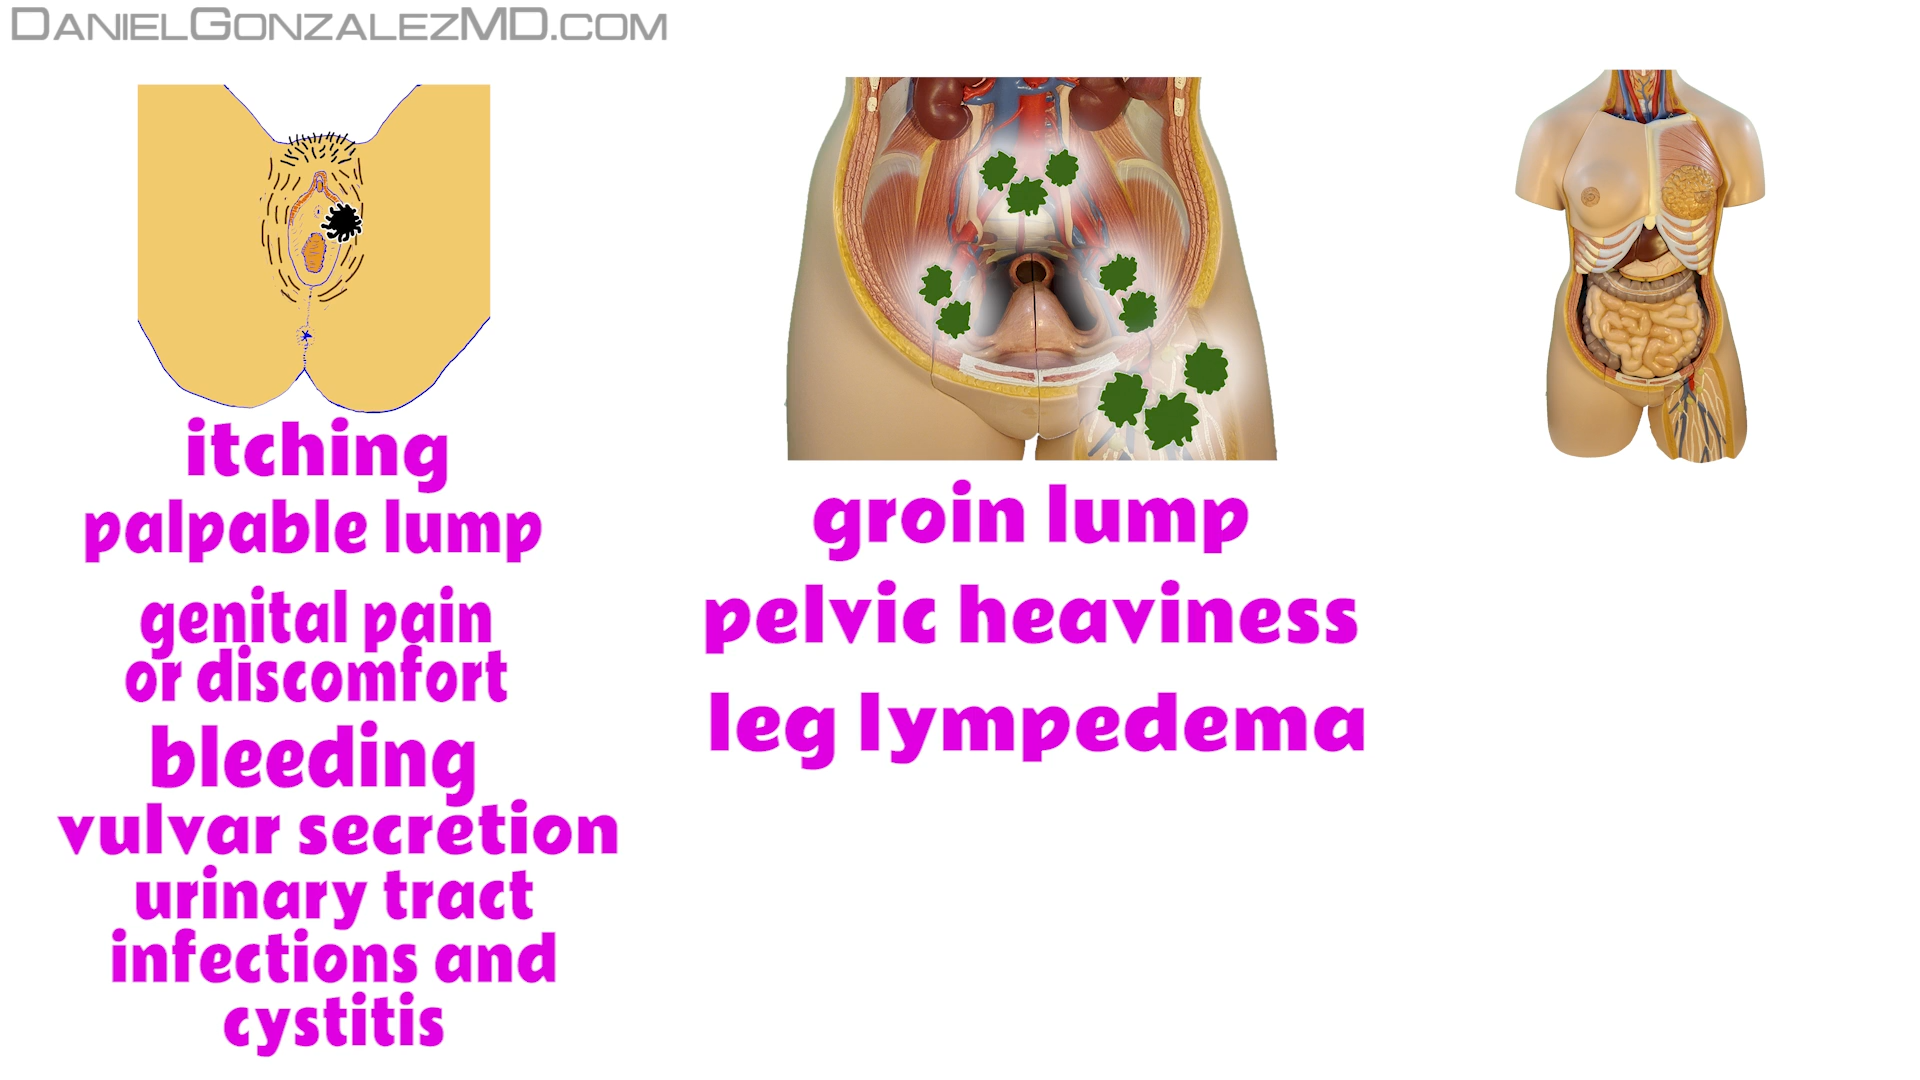 DANIELGONZALEZMD.COM
itching
palpable lump
genital pain
or discomfort
bleeding
vulvar secretion
urinary tract
infections and
cystitis
groin lump
pelvic heaviness
leg lympedema